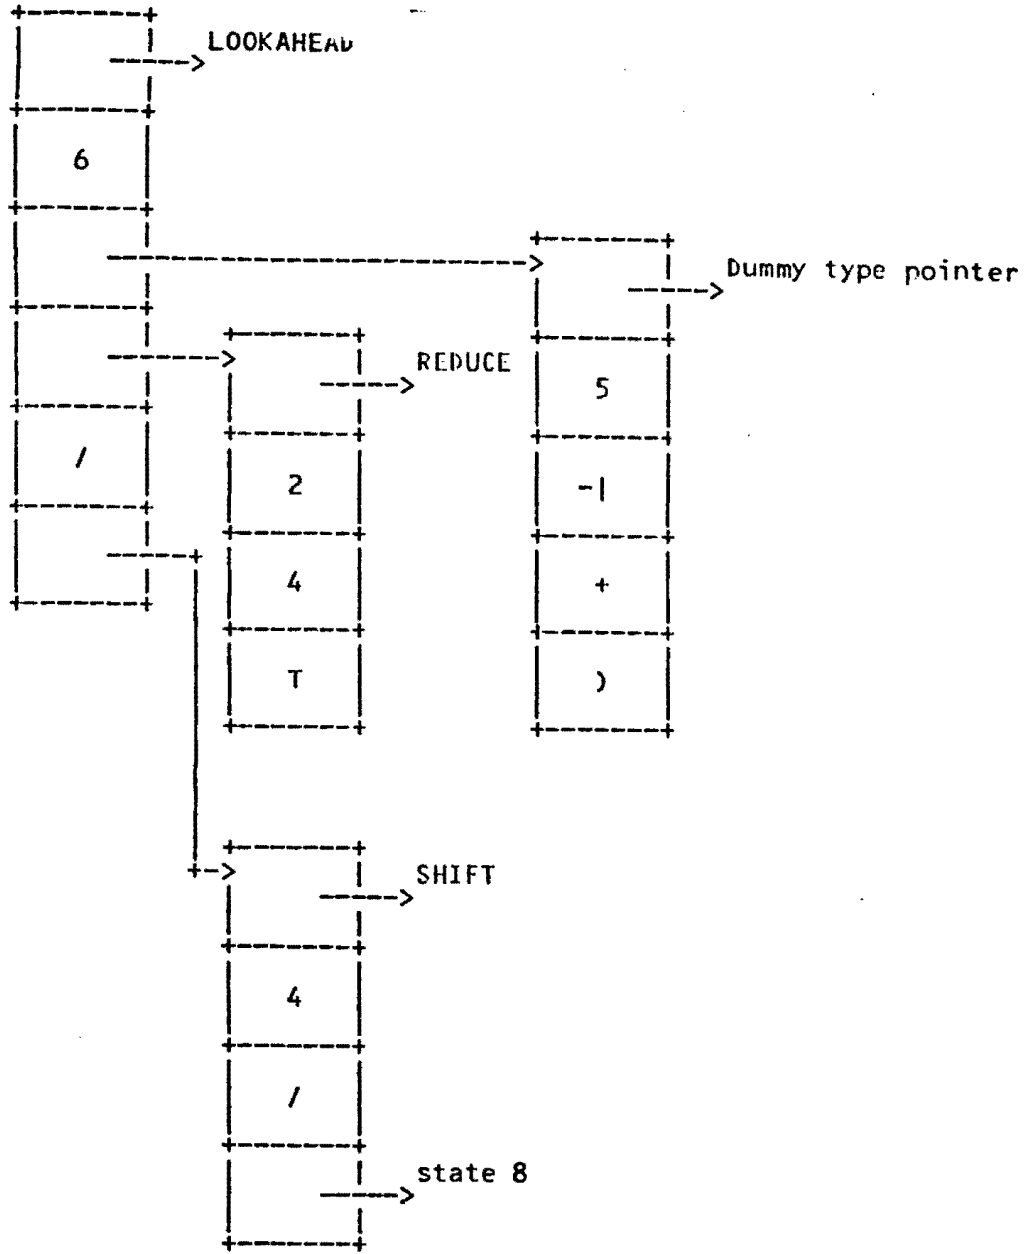 LOOKAHEAD
6
Dummy type pointer
REDUCE
5
/
2
-|
4
+
T
)
SHIFT
4
/
state 8